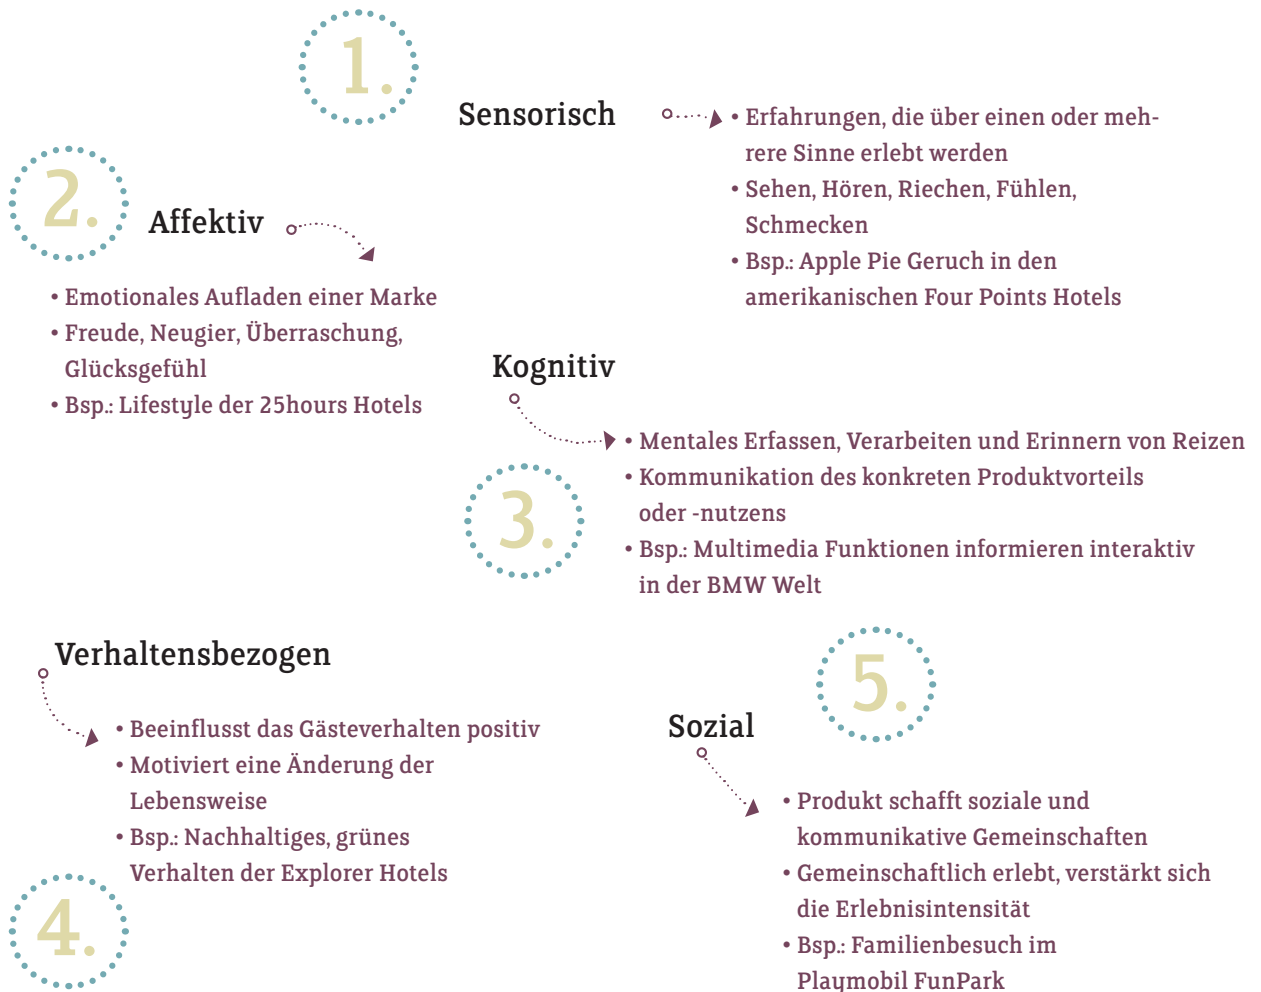 1.
Sensorisch
• Erfahrungen, die über einen oder meh-
rere Sinne erlebt werden
• Sehen, Hören, Riechen, Fühlen,
Schmecken
• Bsp.: Apple Pie Geruch in den
amerikanischen Four Points Hotels
2.
Affektiv
• Emotionales Aufladen einer Marke
• Freude, Neugier, Überraschung,
Glücksgefühl
• Bsp.: Lifestyle der 25hours Hotels
Kognitiv
3.
• Mentales Erfassen, Verarbeiten und Erinnern von Reizen
• Kommunikation des konkreten Produktvorteils
oder -nutzens
• Bsp.: Multimedia Funktionen informieren interaktiv
in der BMW Welt
Verhaltensbezogen
• Beeinflusst das Gästeverhalten positiv
• Motiviert eine Änderung der
Lebensweise
• Bsp.: Nachhaltiges, grünes
Verhalten der Explorer Hotels
4.
5.
Sozial
• Produkt schafft soziale und
kommunikative Gemeinschaften
• Gemeinschaftlich erlebt, verstärkt sich
die Erlebnisintensität
• Bsp.: Familienbesuch im
Playmobil FunPark